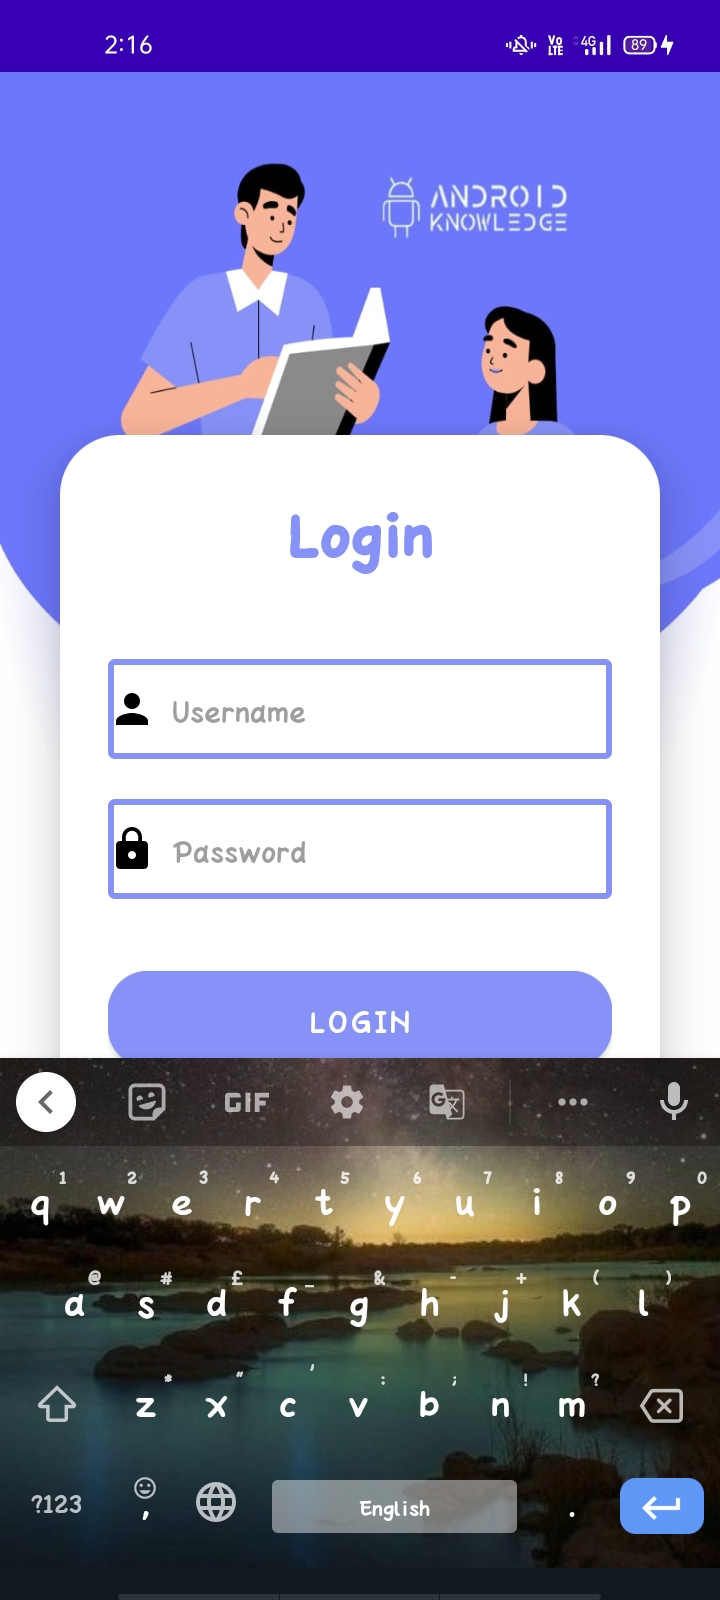 2:16
Vo
LTE
4G
89
ANDROID
KNOWLEDGE
Login
Username
Password
LOGIN
GIF
G
1 2 3 4 5 6 7 8 9 0
q w e r t y u i o p
@ # £ _ & - + ( )
a s d f g h j k l
* " ' : ; ! ?
z x c v b n m
?123 , English .